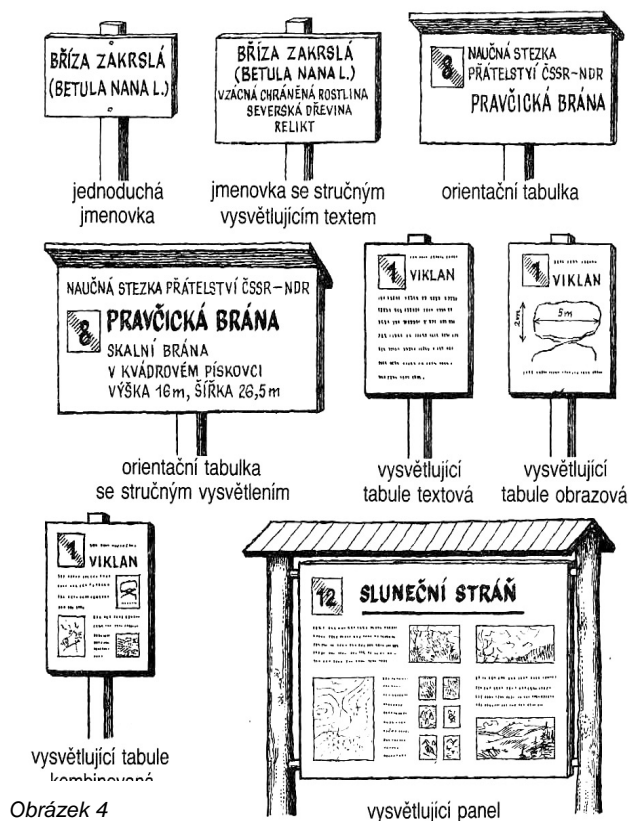 BŘÍZA ZAKRSLÁ
(BETULA NANA L.)
jednoduchá
jmenovka
BŘÍZA ZAKRSLÁ
(BETULA NANA L.)
VZÁCNÁ CHRÁNĚNÁ ROSTLINA
SEVERSKÁ DŘEVINA
RELIKT
jmenovka se stručným
vysvětlujícím textem
8
NAUČNÁ STEZKA
PŘÁTELSTVÍ ČSSR-NDR
PRAVČICKÁ BRÁNA
orientační tabulka
NAUČNÁ STEZKA PŘÁTELSTVÍ ČSSR-NDR
8 PRAVČICKÁ BRÁNA
SKALNÍ BRÁNA
V KVÁDROVÉM PÍSKOVCI
VÝŠKA 16m, ŠÍŘKA 26,5m
orientační tabulka
se stručným vysvětlením
1 VIKLAN
vysvětlující
tabule textová
1 VIKLAN
2m
5m
vysvětlující
tabule obrazová
1 VIKLAN
vysvětlující tabule
kombinovaná
12 SLUNEČNÍ STRÁŇ
vysvětlující panel
Obrázek 4